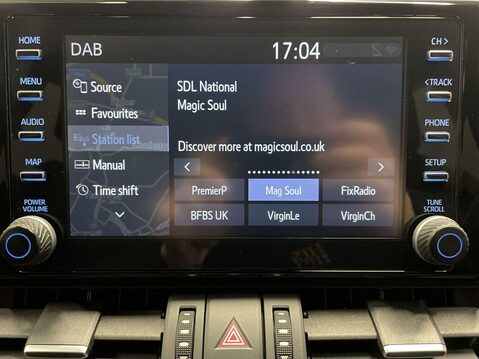 HOME
MENU
AUDIO
MAP
POWER
VOLUME
DAB
17:04
Source
Favourites
Station list
Manual
Time shift
SDL National
Magic Soul
Discover more at magicsoul.co.uk
PremierP
Mag Soul
FixRadio
BFBS UK
VirginLe
VirginCh
CH >
< TRACK
PHONE
SETUP
TUNE
SCROLL